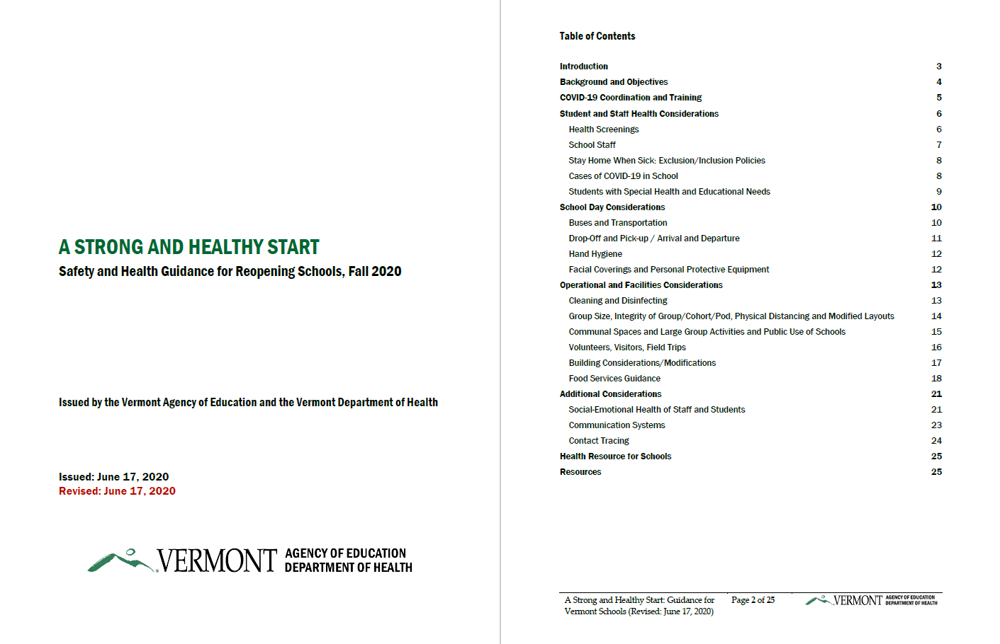 A STRONG AND HEALTHY START
Safety and Health Guidance for Reopening Schools, Fall 2020
Issued by the Vermont Agency of Education and the Vermont Department of Health
Issued: June 17, 2020
Revised: June 17, 2020
VERMONT AGENCY OF EDUCATION
DEPARTMENT OF HEALTH
Table of Contents
Introduction 3
Background and Objectives 4
COVID-19 Coordination and Training 5
Student and Staff Health Considerations 6
Health Screenings 6
School Staff 7
Stay Home When Sick: Exclusion/Inclusion Policies 8
Cases of COVID-19 in School 8
Students with Special Health and Educational Needs 9
School Day Considerations 10
Buses and Transportation 10
Drop-Off and Pick-up / Arrival and Departure 11
Hand Hygiene 12
Facial Coverings and Personal Protective Equipment 12
Operational and Facilities Considerations 13
Cleaning and Disinfecting 13
Group Size, Integrity of Group/Cohort/Pod, Physical Distancing and Modified Layouts 14
Communal Spaces and Large Group Activities and Public Use of Schools 15
Volunteers, Visitors, Field Trips 16
Building Considerations/Modifications 17
Food Services Guidance 18
Additional Considerations 21
Social-Emotional Health of Staff and Students 21
Communication Systems 23
Contact Tracing 24
Health Resource for Schools 25
Resources 25
A Strong and Healthy Start: Guidance for
Vermont Schools (Revised: June 17, 2020)
Page 2 of 25
VERMONT AGENCY OF EDUCATION
DEPARTMENT OF HEALTH